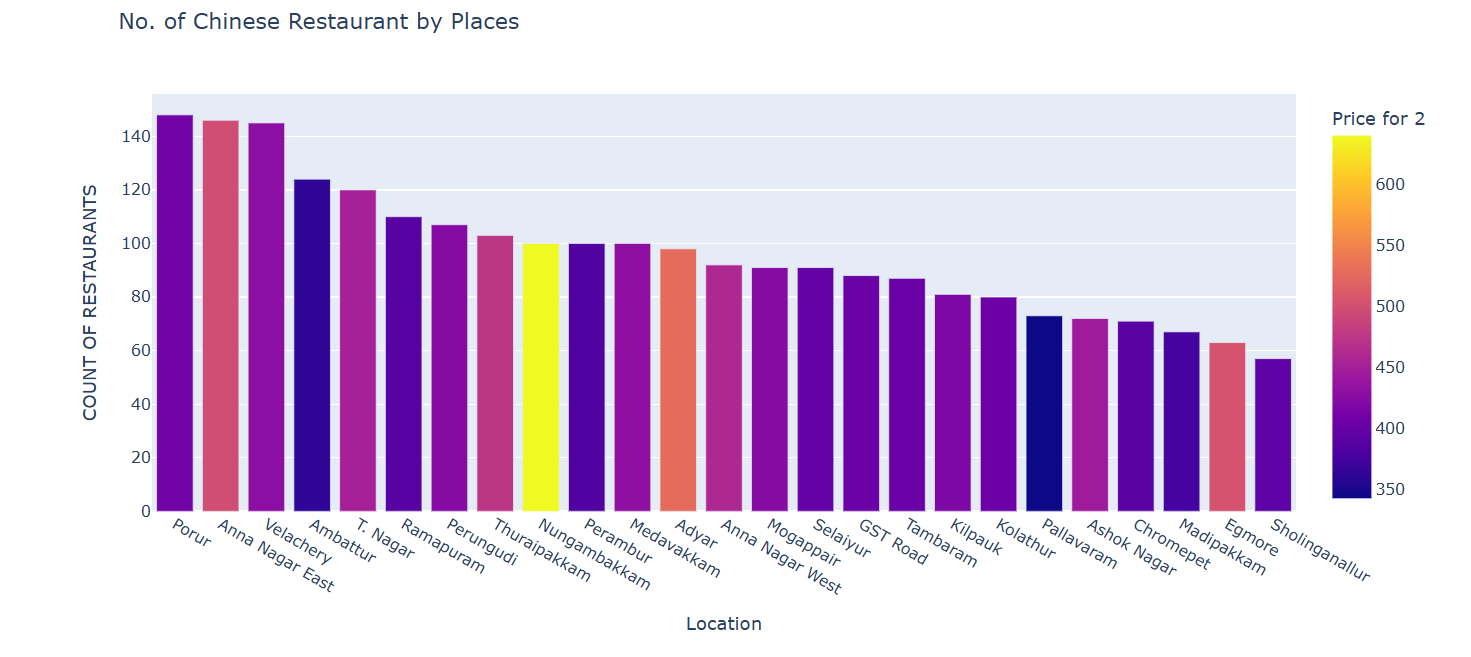 No. of Chinese Restaurant by Places
Price for 2
COUNT OF RESTAURANTS
140
120
100
80
60
40
20
0
600
550
500
450
400
350
Porur
Anna Nagar East
Velachery
Ambattur
T. Nagar
Ramapuram
Perungudi
Thuraipakkam
Nungambakkam
Perambur
Medavakkam
Adyar
Anna Nagar West
Mogappair
Selaiyur
GST Road
Tambaram
Kilpauk
Kolathur
Pallavaram
Ashok Nagar
Chromepet
Madipakkam
Egmore
Sholinganallur
Location